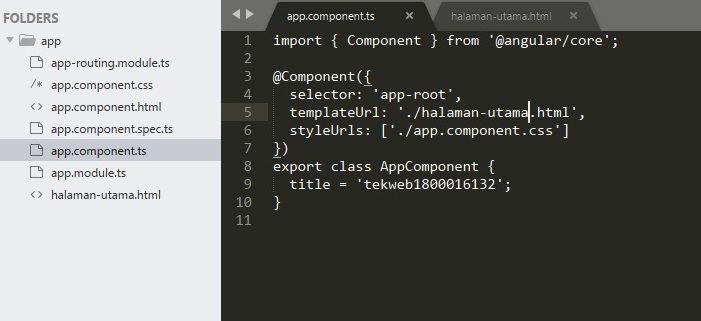 FOLDERS
app
app-routing.module.ts
/* app.component.css
<> app.component.html
app.component.spec.ts
app.component.ts
app.module.ts
<> halaman-utama.html
app.component.ts × halaman-utama.html ×
1 import { Component } from '@angular/core';
2
3 @Component({
4   selector: 'app-root',
5   templateUrl: './halaman-utama.html',
6   styleUrls: ['./app.component.css']
7 })
8 export class AppComponent {
9   title = 'tekweb1800016132';
10 }
11